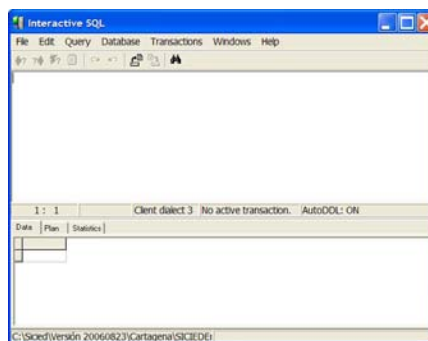 Interactive SQL
File Edit Query Database Transactions Windows Help
1: 1 Client dialect 3 No active transaction. AutoDDL: ON
Data Plan Statistics
C:\Siced\Versión 20060823\Cartagena\SICIEDE